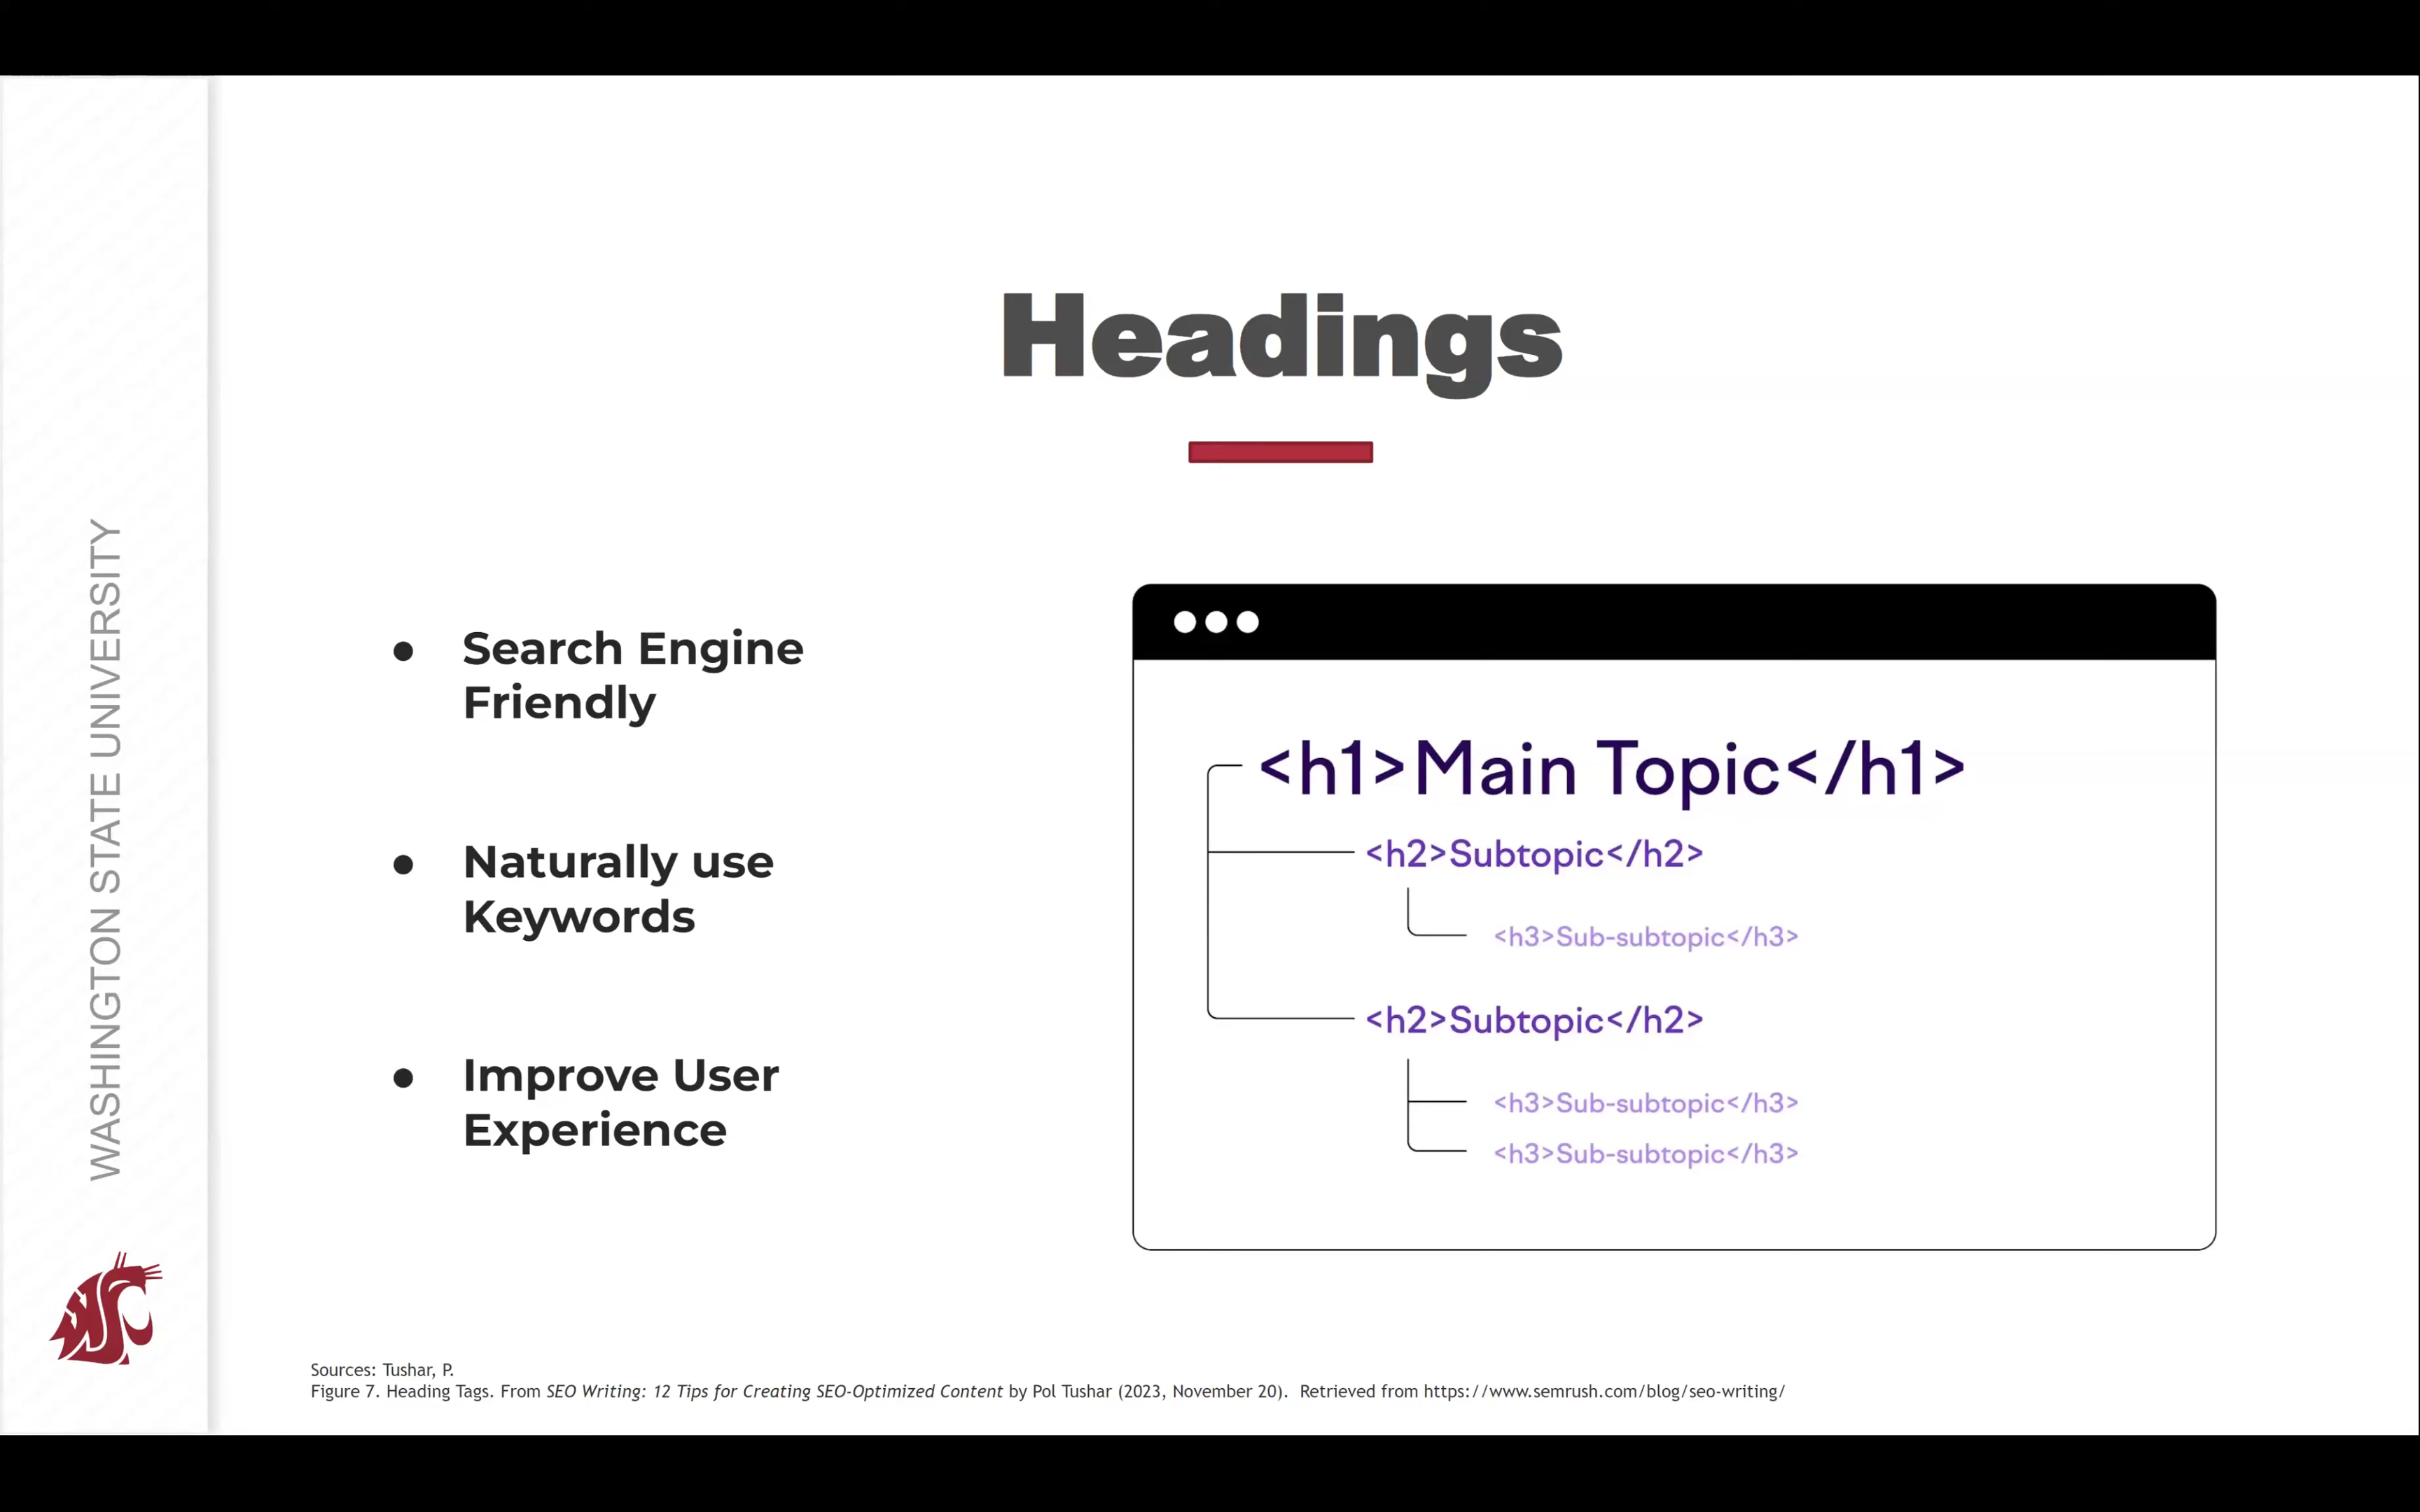 Headings
WASHINGTON STATE UNIVERSITY
● Search Engine
Friendly
● Naturally use
Keywords
● Improve User
Experience
<h1>Main Topic</h1>
<h2>Subtopic</h2>
<h3>Sub-subtopic</h3>
<h2>Subtopic</h2>
<h3>Sub-subtopic</h3>
<h3>Sub-subtopic</h3>
Sources: Tushar, P.
Figure 7. Heading Tags. From SEO Writing: 12 Tips for Creating SEO-Optimized Content by Pol Tushar (2023, November 20). Retrieved from https://www.semrush.com/blog/seo-writing/